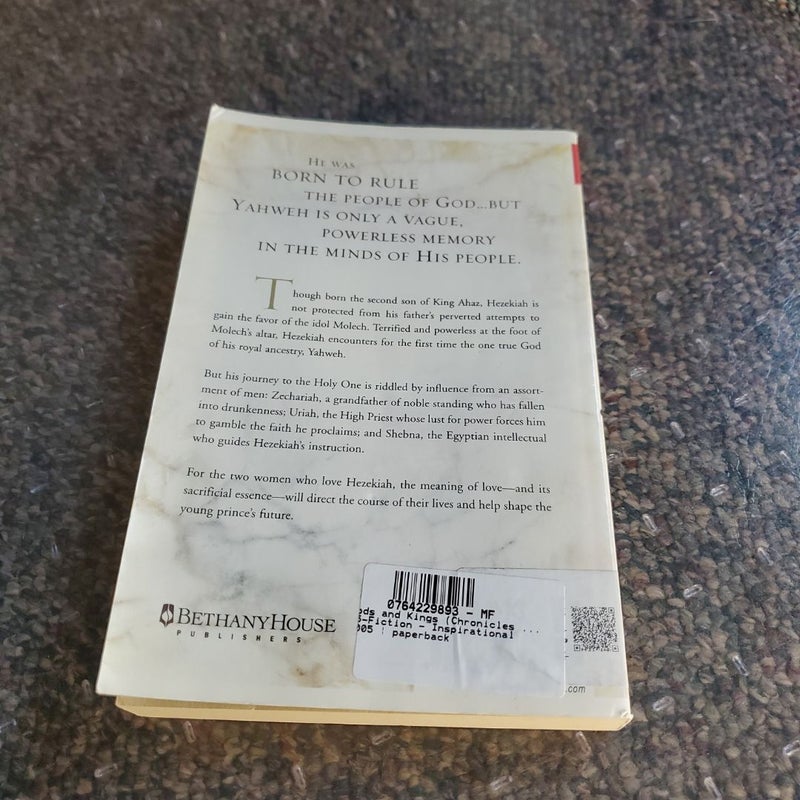 HE WAS
BORN TO RULE
THE PEOPLE OF GOD...BUT
YAHWEH IS ONLY A VAGUE,
POWERLESS MEMORY
IN THE MINDS OF HIS PEOPLE.
Though born the second son of King Ahaz, Hezekiah is
not protected from his father's perverted attempts to
gain the favor of the idol Molech. Terrified and powerless at the foot of
Molech's altar, Hezekiah encounters for the first time the one true God
of his royal ancestry, Yahweh.
But his journey to the Holy One is riddled by influence from an assort-
ment of men: Zechariah, a grandfather of noble standing who has fallen
into drunkenness; Uriah, the High Priest whose lust for power forces him
to gamble the faith he proclaims; and Shebna, the Egyptian intellectual
who guides Hezekiah's instruction.
For the two women who love Hezekiah, the meaning of love—and its
sacrificial essence—will direct the course of their lives and help shape the
young prince's future.
BETHANYHOUSE
PUBLISHERS
0764229893 - MF
ods and Kings (Chronicles ...
-Fiction - Inspirational
005 : paperback
.com